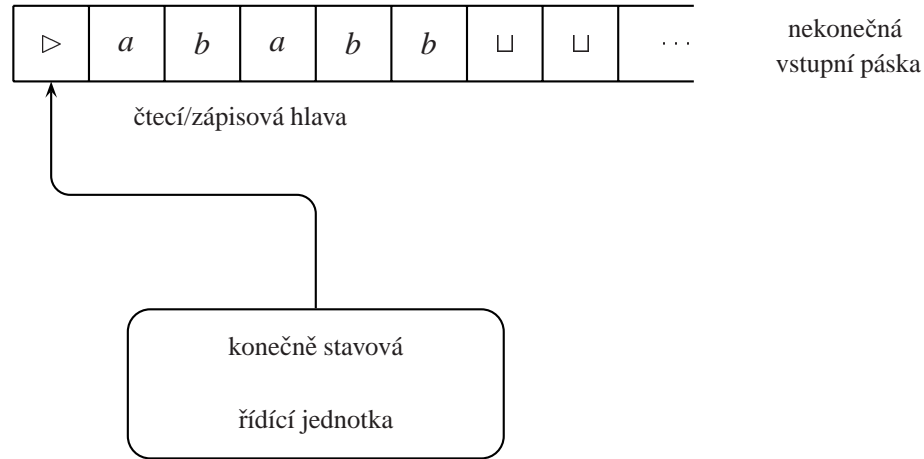 ▷ a b a b b ⊔ ⊔ ···
nekonečná
vstupní páska
čtecí/zápisová hlava
konečně stavová
řídící jednotka